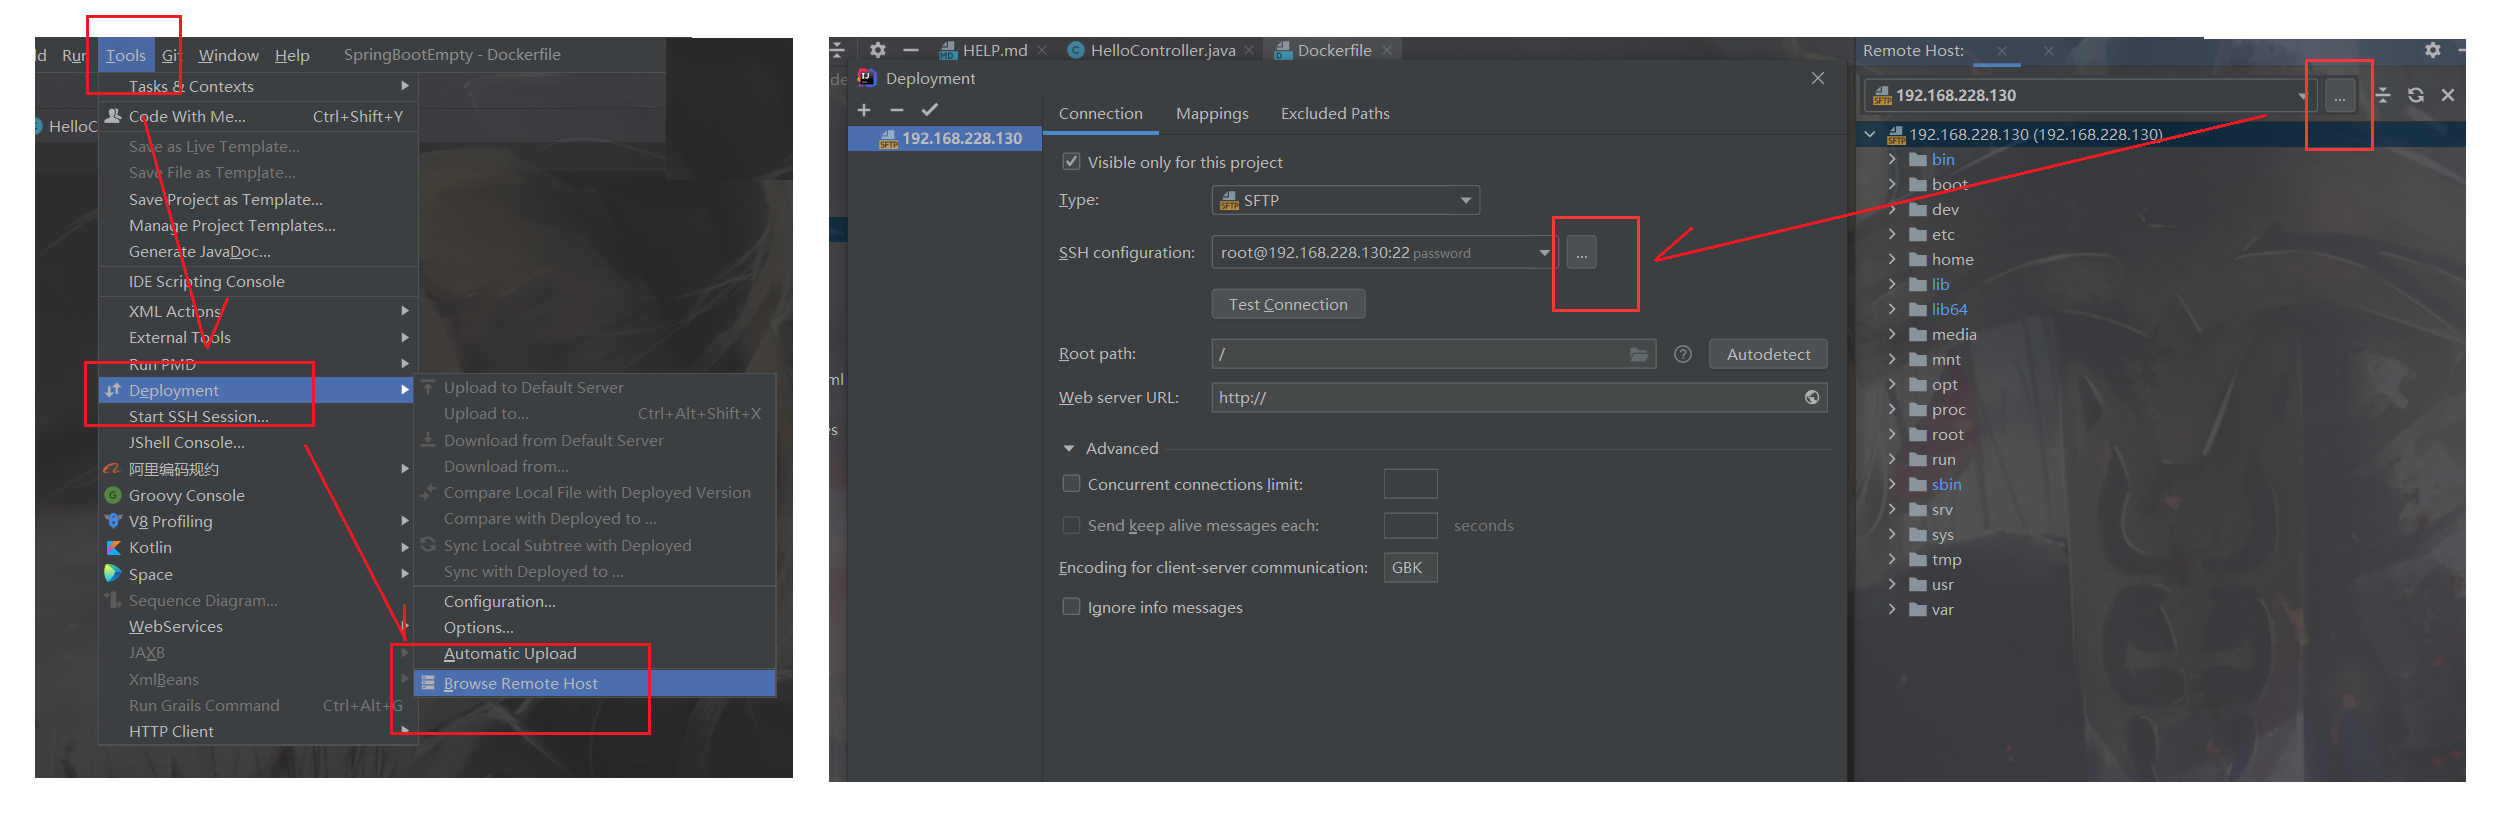 ld Run Tools Git Window Help SpringBootEmpty - Dockerfile
Tasks & Contexts
HelloC
Code With Me... Ctrl+Shift+Y
Save as Live Template...
Save File as Template...
Save Project as Template...
Manage Project Templates...
Generate JavaDoc...
IDE Scripting Console
XML Actions
External Tools
Run PMD
Deployment
Start SSH Session...
JShell Console...
阿里编码规约
Groovy Console
V8 Profiling
Kotlin
Space
Sequence Diagram...
WebServices
JAXB
XmlBeans
Run Grails Command Ctrl+Alt+G
HTTP Client
Upload to Default Server
Upload to... Ctrl+Alt+Shift+X
Download from Default Server
Download from...
Compare Local File with Deployed Version
Compare with Deployed to ...
Sync Local Subtree with Deployed
Sync with Deployed to ...
Configuration...
Options...
Automatic Upload
Browse Remote Host
HELP.md HelloController.java Dockerfile
de
ml
es
Deployment
192.168.228.130
Connection Mappings Excluded Paths
Visible only for this project
Type: SFTP
SSH configuration: root@192.168.228.130:22 password ...
Test Connection
Root path: / Autodetect
Web server URL: http://
Advanced
Concurrent connections limit:
Send keep alive messages each: seconds
Encoding for client-server communication: GBK
Ignore info messages
Remote Host:
192.168.228.130 ...
192.168.228.130 (192.168.228.130)
bin
boot
dev
etc
home
lib
lib64
media
mnt
opt
proc
root
run
sbin
srv
sys
tmp
usr
var